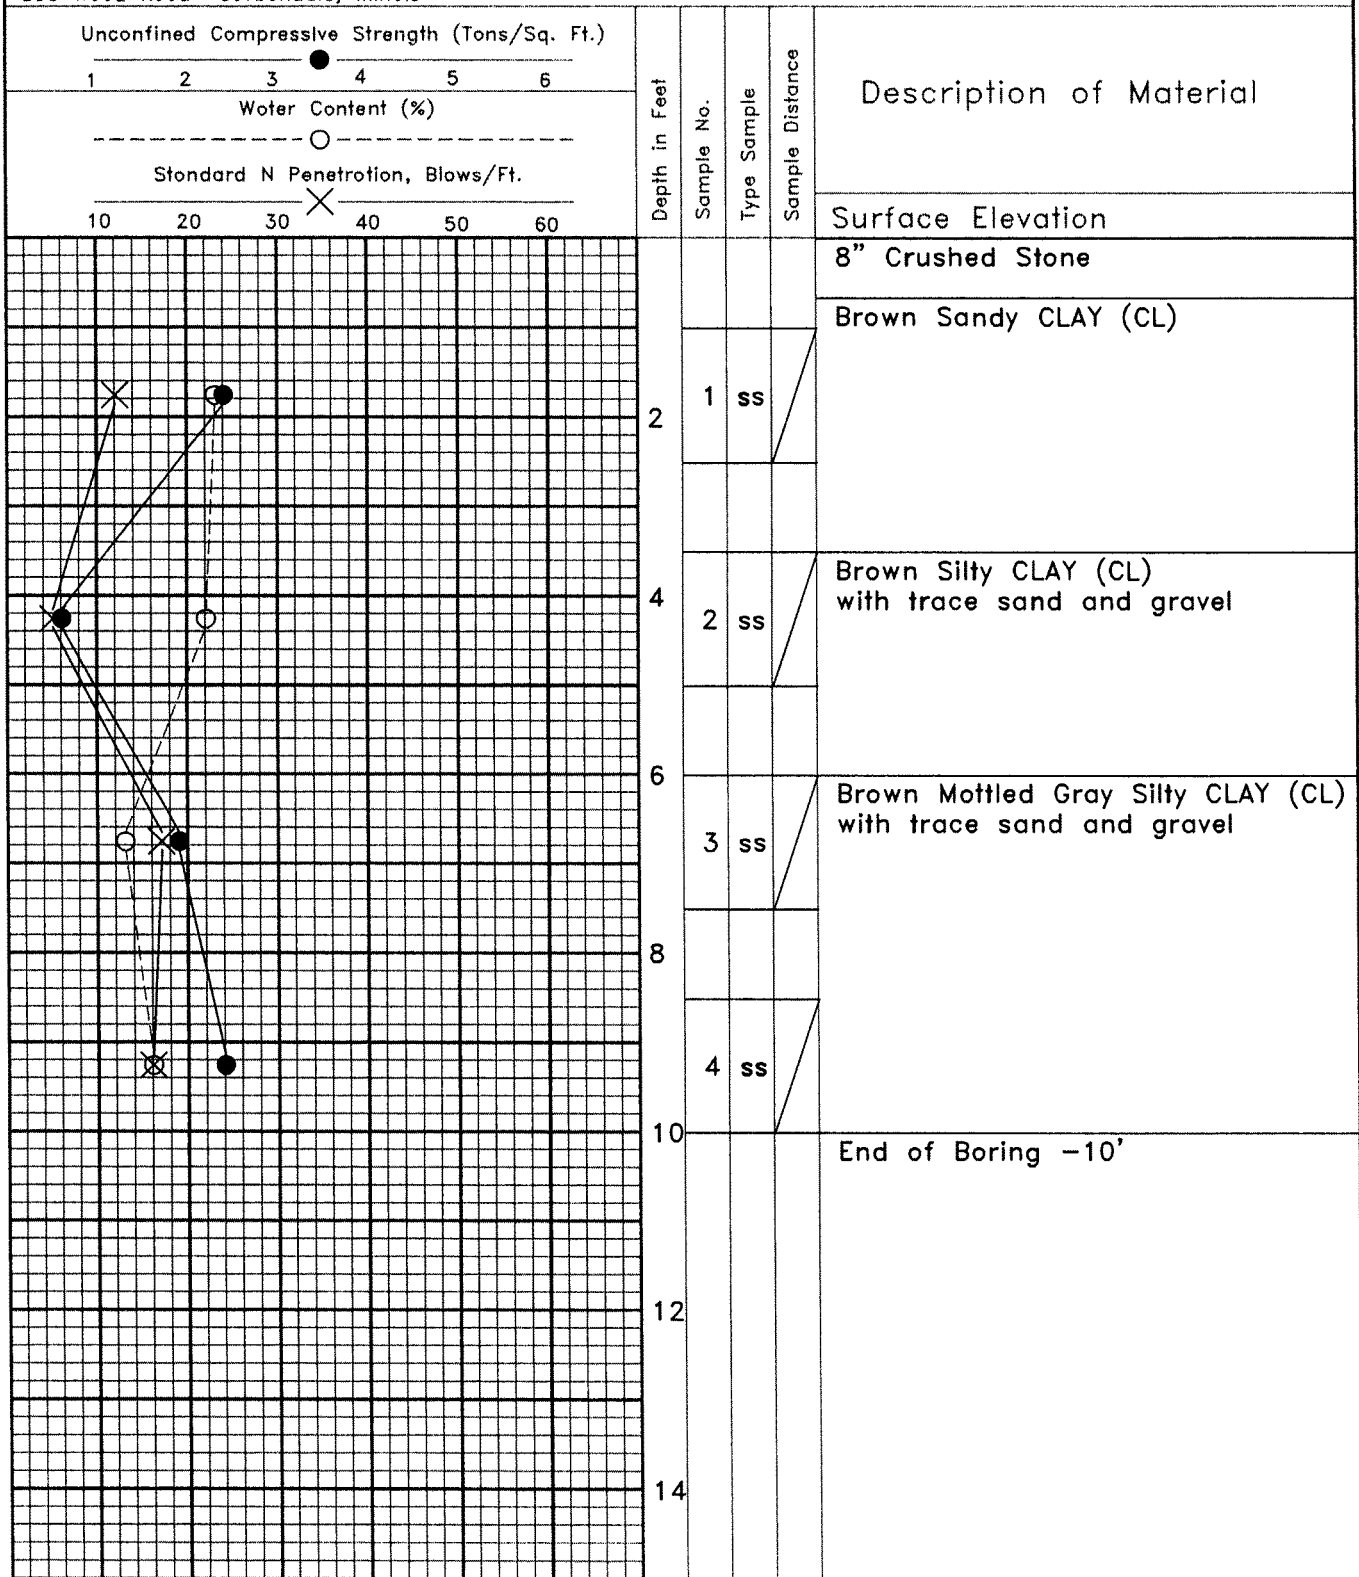 Unconfined Compressive Strength (Tons/Sq. Ft.)
1 2 3 4 5 6
Woter Content (%)
Stondard N Penetrotion, Blows/Ft.
10 20 30 40 50 60
Depth in Feet
Sample No.
Type Sample
Sample Distance
Description of Material
Surface Elevation
8" Crushed Stone
Brown Sandy CLAY (CL)
1 ss
2
Brown Silty CLAY (CL)
with trace sand and gravel
4
2 ss
6
Brown Mottled Gray Silty CLAY (CL)
with trace sand and gravel
3 ss
8
4 ss
10
End of Boring -10'
12
14